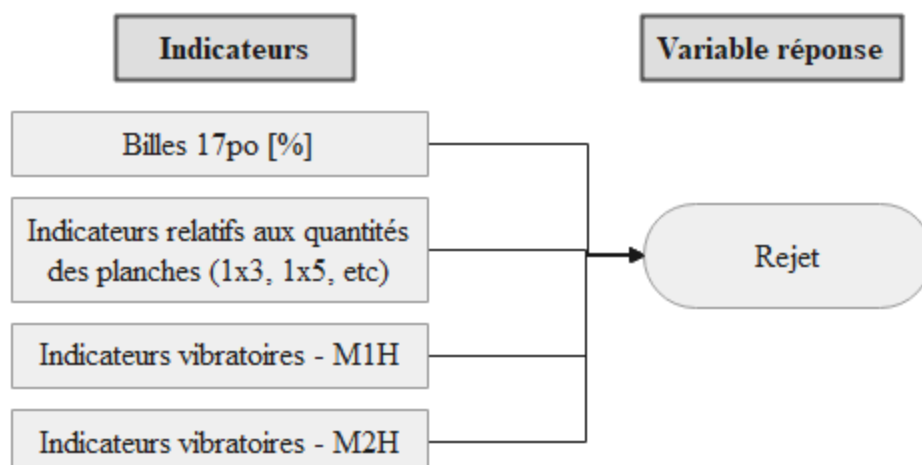 Indicateurs
Variable réponse
Billes 17po [%]
Indicateurs relatifs aux quantités
des planches (1x3, 1x5, etc)
Rejet
Indicateurs vibratoires - M1H
Indicateurs vibratoires - M2H